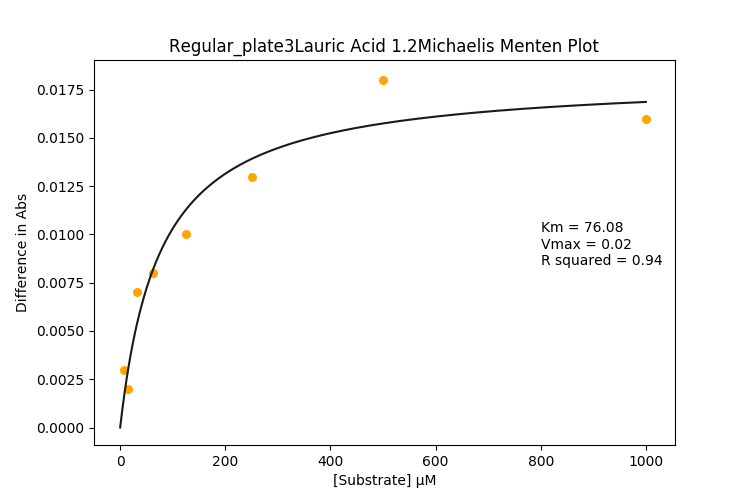 Regular_plate3Lauric Acid 1.2Michaelis Menten Plot
0.0175
0.0150
0.0125
0.0100
0.0075
0.0050
0.0025
0.0000
Difference in Abs
Km = 76.08
Vmax = 0.02
R squared = 0.94
0 200 400 600 800 1000
[Substrate] μM